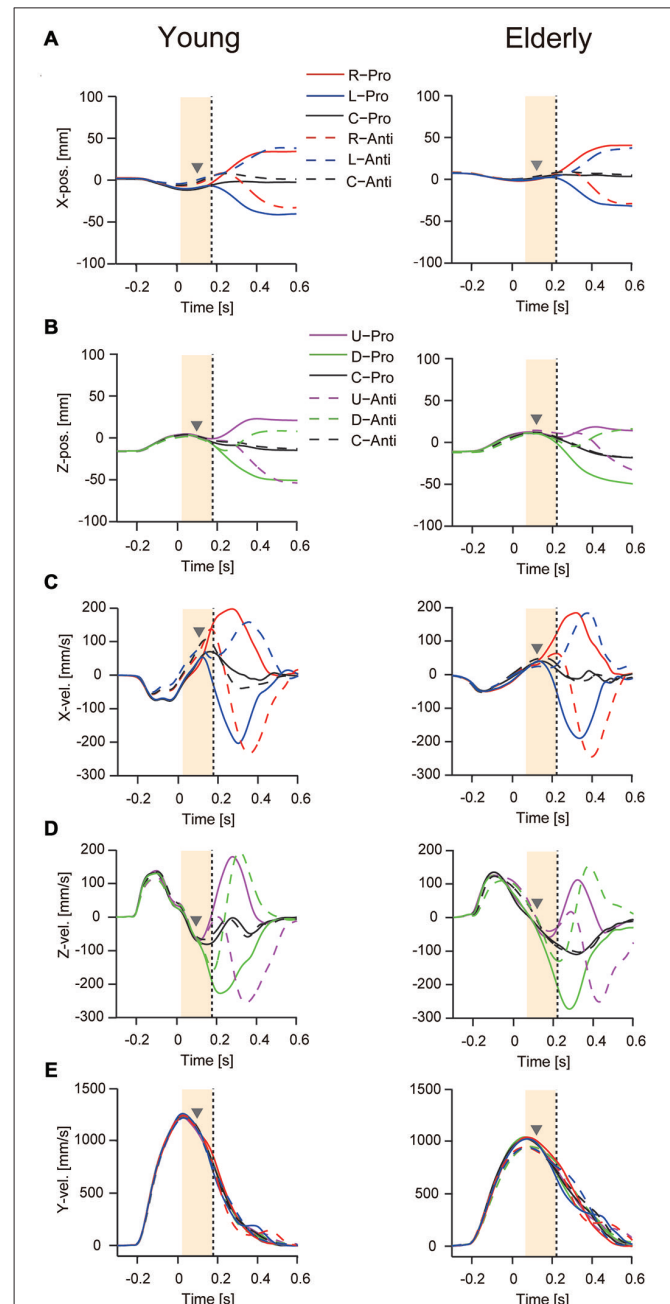 A
Young
Elderly
R−Pro
L−Pro
C−Pro
R−Anti
L−Anti
C−Anti
X-pos. [mm]
100
50
0
-50
-100
-0.2 0 0.2 0.4 0.6
Time [s]
100
50
0
-50
-100
-0.2 0 0.2 0.4 0.6
Time [s]
B
U−Pro
D−Pro
C−Pro
U−Anti
D−Anti
C−Anti
Z-pos. [mm]
100
50
0
-50
-100
-0.2 0 0.2 0.4 0.6
Time [s]
100
50
0
-50
-100
-0.2 0 0.2 0.4 0.6
Time [s]
C
X-vel. [mm/s]
200
100
0
-100
-200
-300
-0.2 0 0.2 0.4 0.6
Time [s]
200
100
0
-100
-200
-300
-0.2 0 0.2 0.4 0.6
Time [s]
D
Z-vel. [mm/s]
200
100
0
-100
-200
-300
-0.2 0 0.2 0.4 0.6
Time [s]
200
100
0
-100
-200
-300
-0.2 0 0.2 0.4 0.6
Time [s]
E
Y-vel. [mm/s]
1500
1000
500
0
-0.2 0 0.2 0.4 0.6
Time [s]
1500
1000
500
0
-0.2 0 0.2 0.4 0.6
Time [s]